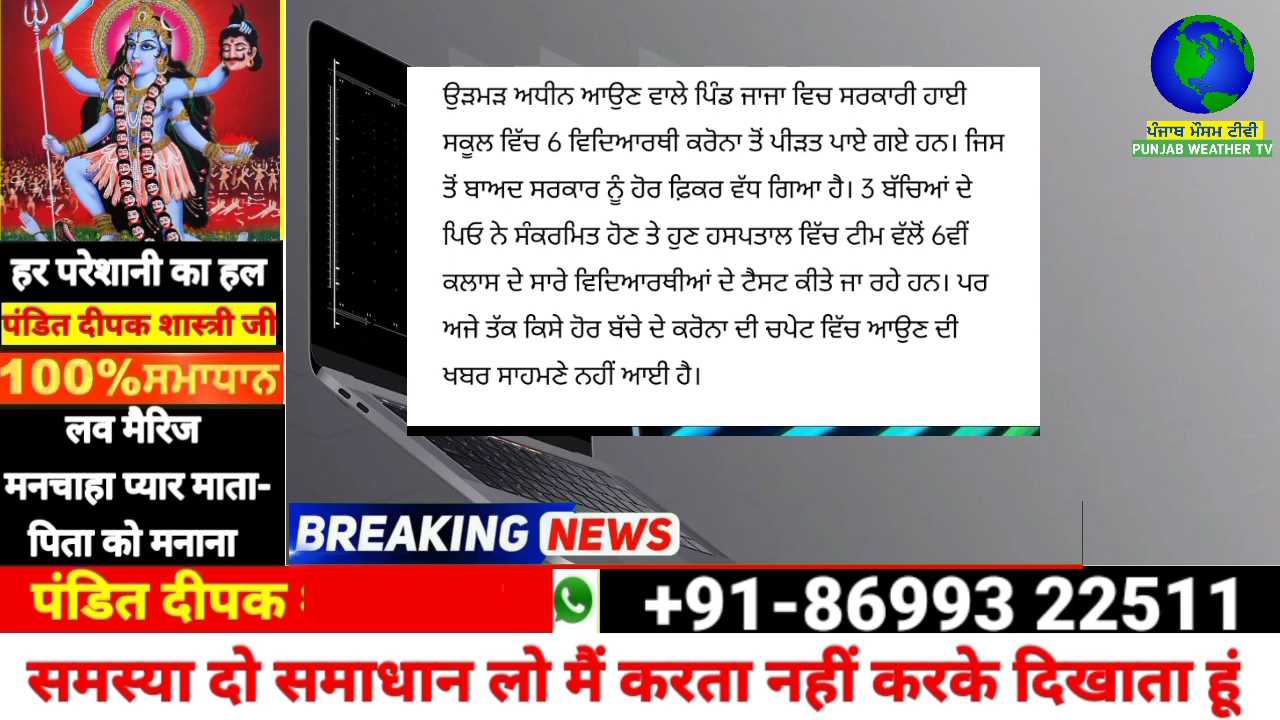 ਉੜਮੜ ਅਧੀਨ ਆਉਣ ਵਾਲੇ ਪਿੰਡ ਜਾਜਾ ਵਿਚ ਸਰਕਾਰੀ ਹਾਈ
ਸਕੂਲ ਵਿੱਚ 6 ਵਿਦਿਆਰਥੀ ਕਰੋਨਾ ਤੋਂ ਪੀੜਤ ਪਾਏ ਗਏ ਹਨ। ਜਿਸ
ਤੋਂ ਬਾਅਦ ਸਰਕਾਰ ਨੂੰ ਹੋਰ ਫ਼ਿਕਰ ਵੱਧ ਗਿਆ ਹੈ। 3 ਬੱਚਿਆਂ ਦੇ
ਪਿਓ ਨੇ ਸੰਕਰਮਿਤ ਹੋਣ ਤੇ ਹੁਣ ਹਸਪਤਾਲ ਵਿੱਚ ਟੀਮ ਵੱਲੋਂ 6ਵੀਂ
ਕਲਾਸ ਦੇ ਸਾਰੇ ਵਿਦਿਆਰਥੀਆਂ ਦੇ ਟੈਸਟ ਕੀਤੇ ਜਾ ਰਹੇ ਹਨ। ਪਰ
ਅਜੇ ਤੱਕ ਕਿਸੇ ਹੋਰ ਬੱਚੇ ਦੇ ਕਰੋਨਾ ਦੀ ਚਪੇਟ ਵਿੱਚ ਆਉਣ ਦੀ
ਖਬਰ ਸਾਹਮਣੇ ਨਹੀਂ ਆਈ ਹੈ।
ਪੰਜਾਬ ਮੌਸਮ ਟੀਵੀ
PUNJAB WEATHER TV
हर परेशानी का हल
पंडित दीपक शास्त्री जी
100%ਸਮਾਧਾਨ
लव मैरिज
मनचाहा प्यार माता-
पिता को मनाना
BREAKING NEWS
पंडित दीपक
+91-86993 22511
समस्या दो समाधान लो मैं करता नहीं करके दिखाता हूं